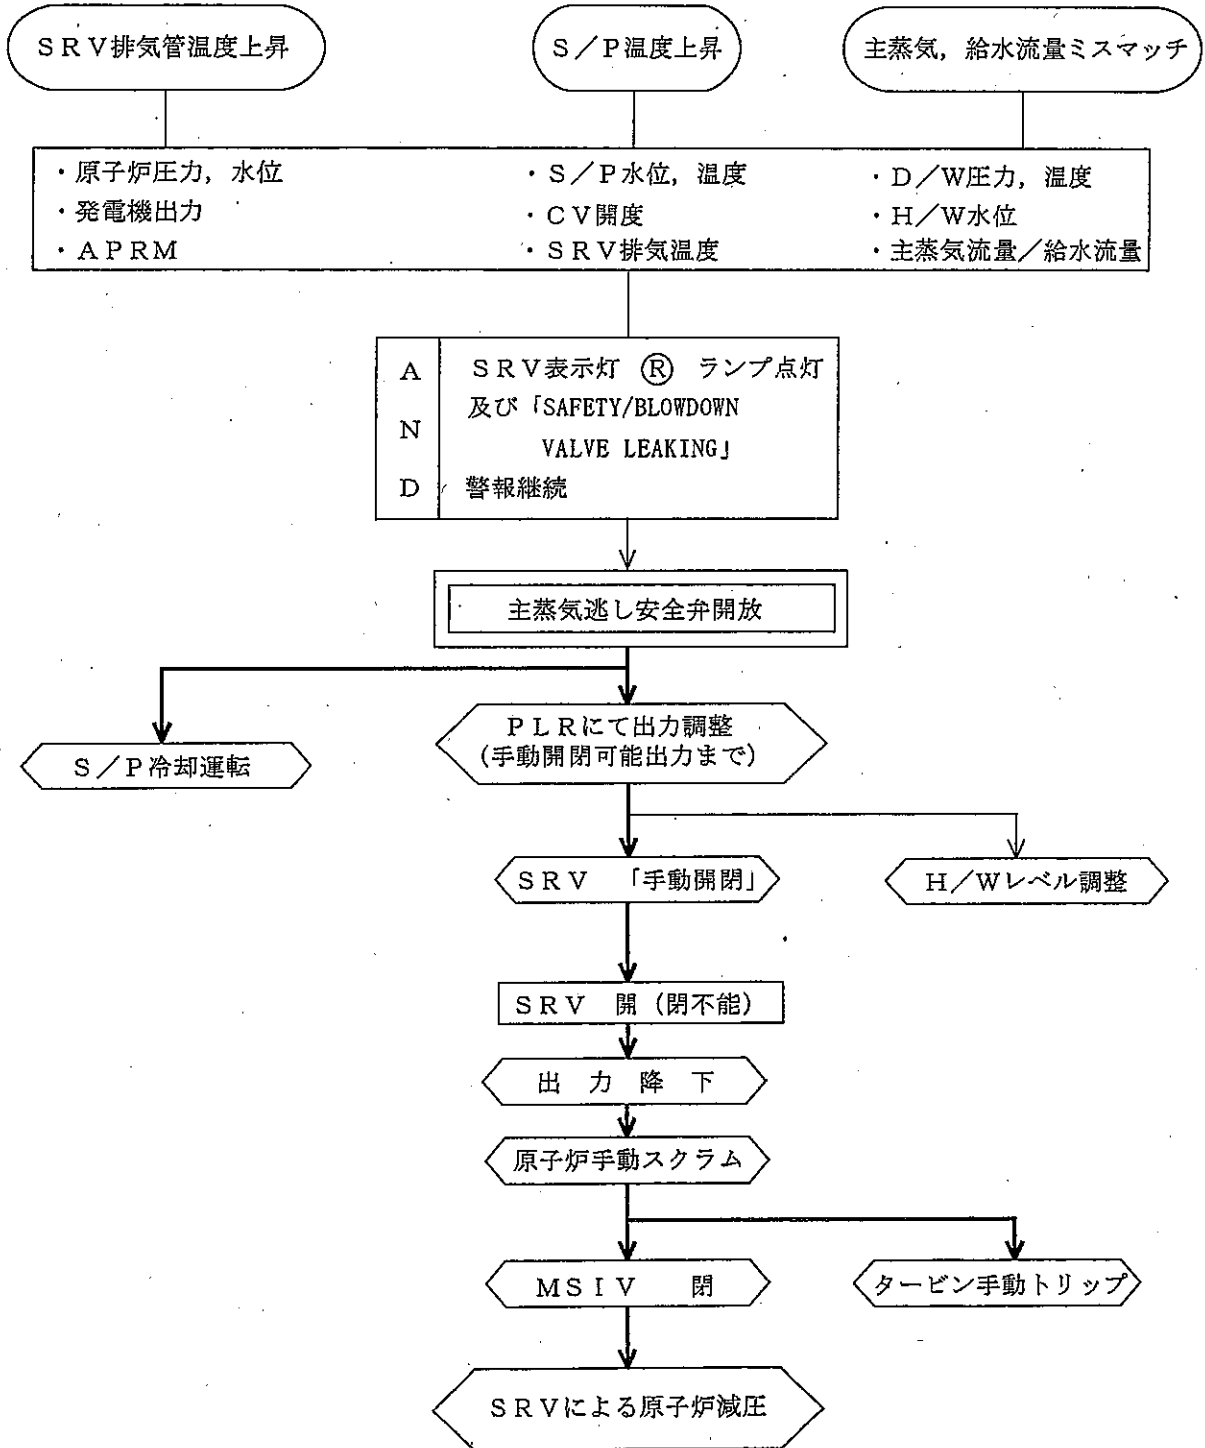 SRV排気管温度上昇
S/P温度上昇
主蒸気,給水流量ミスマッチ
・原子炉圧力,水位
・発電機出力
・APRM
・S/P水位,温度
・CV開度
・SRV排気温度
・D/W圧力,温度
・H/W水位
・主蒸気流量/給水流量
A
N
D
SRV表示灯 Ⓡ ランプ点灯
及び「SAFETY/BLOWDOWN
VALVE LEAKING」
警報継続
主蒸気逃し安全弁開放
PLRにて出力調整
(手動開閉可能出力まで)
S/P冷却運転
SRV 「手動開閉」
H/Wレベル調整
SRV 開(閉不能)
出力降下
原子炉手動スクラム
MSIV 閉
タービン手動トリップ
SRVによる原子炉減圧